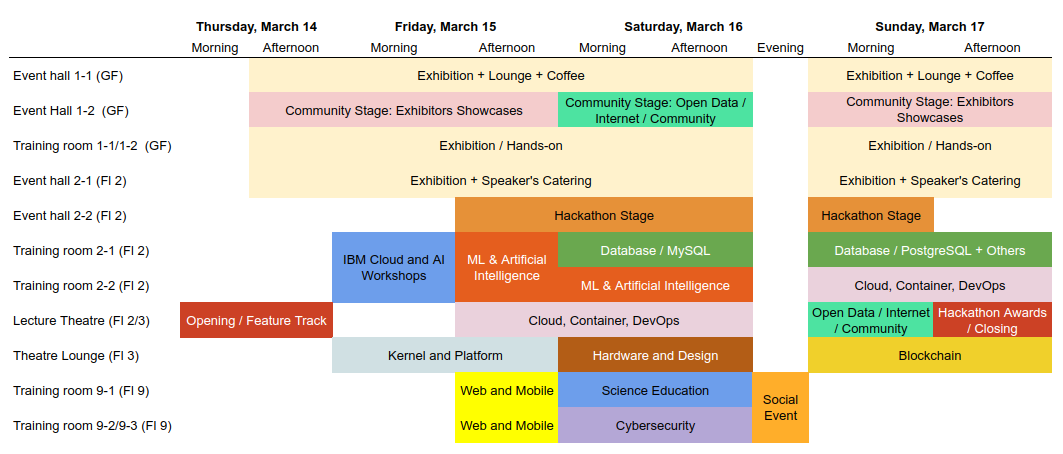 Thursday, March 14 Friday, March 15 Saturday, March 16 Sunday, March 17
Morning Afternoon Morning Afternoon Morning Afternoon Evening Morning Afternoon
Event hall 1-1 (GF) Exhibition + Lounge + Coffee Exhibition + Lounge + Coffee
Event Hall 1-2 (GF) Community Stage: Exhibitors Showcases
Community Stage: Open Data /
Internet / Community
Community Stage: Exhibitors
Showcases
Training room 1-1/1-2 (GF) Exhibition / Hands-on Exhibition / Hands-on
Event hall 2-1 (Fl 2) Exhibition + Speaker's Catering Exhibition + Speaker's Catering
Event hall 2-2 (Fl 2) Hackathon Stage Hackathon Stage
Training room 2-1 (Fl 2)
IBM Cloud and AI
Workshops
ML & Artificial
Intelligence
Database / MySQL Database / PostgreSQL + Others
Training room 2-2 (Fl 2) ML & Artificial Intelligence Cloud, Container, DevOps
Lecture Theatre (Fl 2/3) Opening / Feature Track Cloud, Container, DevOps
Open Data / Internet
/ Community
Hackathon Awards
/ Closing
Theatre Lounge (Fl 3) Kernel and Platform Hardware and Design Blockchain
Training room 9-1 (Fl 9) Web and Mobile Science Education
Social
Event
Training room 9-2/9-3 (Fl 9) Web and Mobile Cybersecurity